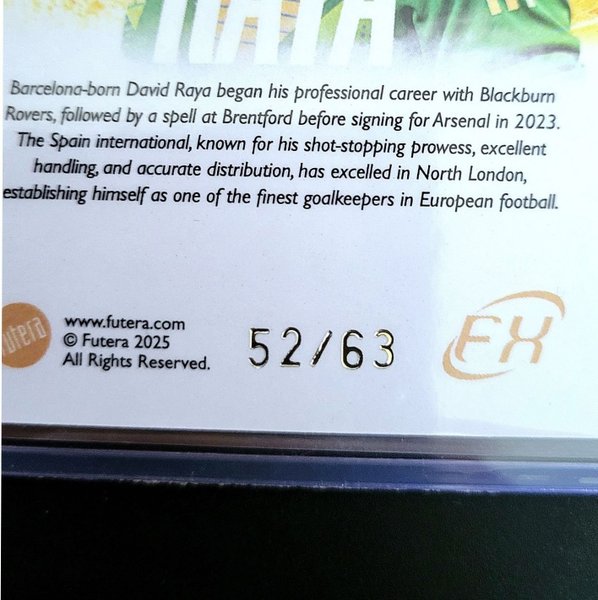 RAYA
Barcelona-born David Raya began his professional career with Blackburn
Rovers, followed by a spell at Brentford before signing for Arsenal in 2023.
The Spain international, known for his shot-stopping prowess, excellent
handling, and accurate distribution, has excelled in North London,
establishing himself as one of the finest goalkeepers in European football.
futera
www.futera.com
© Futera 2025
All Rights Reserved.
52/63
FX